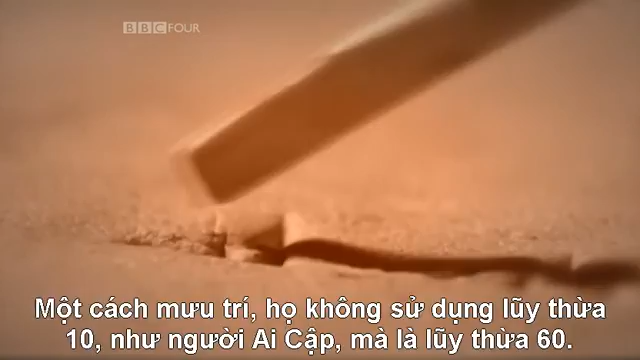 BBC FOUR
Một cách mưu trí, họ không sử dụng lũy thừa
10, như người Ai Cập, mà là lũy thừa 60.